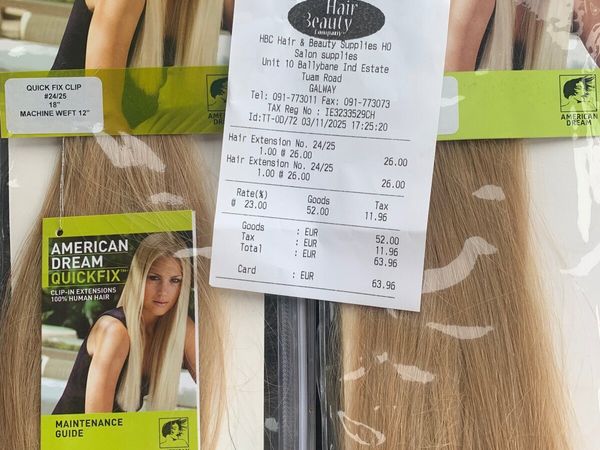 QUICK FIX CLIP
#24/25
18"
MACHINE WEFT 12"
AMERICAN
DREAM
Hair
Beauty
Company
HBC Hair & Beauty Supplies HO
Salon supplies
Unit 10 Ballybane Ind Estate
Tuam Road
GALWAY
Tel: 091-773011 Fax: 091-773073
TAX Reg No : IE3233529CH
Id:TT-OD/72 03/11/2025 17:25:20
Hair Extension No. 24/25
1.00 @ 26.00 26.00
Hair Extension No. 24/25
1.00 @ 26.00 26.00
Rate(%) Goods Tax
@ 23.00 52.00 11.96
Goods : EUR 52.00
Tax : EUR 11.96
Total : EUR 63.96
Card : EUR 63.96
AMERICAN
DREAM
AMERICAN
DREAM
QUICKFIX™
CLIP-IN EXTENSIONS
100% HUMAN HAIR
MAINTENANCE
GUIDE